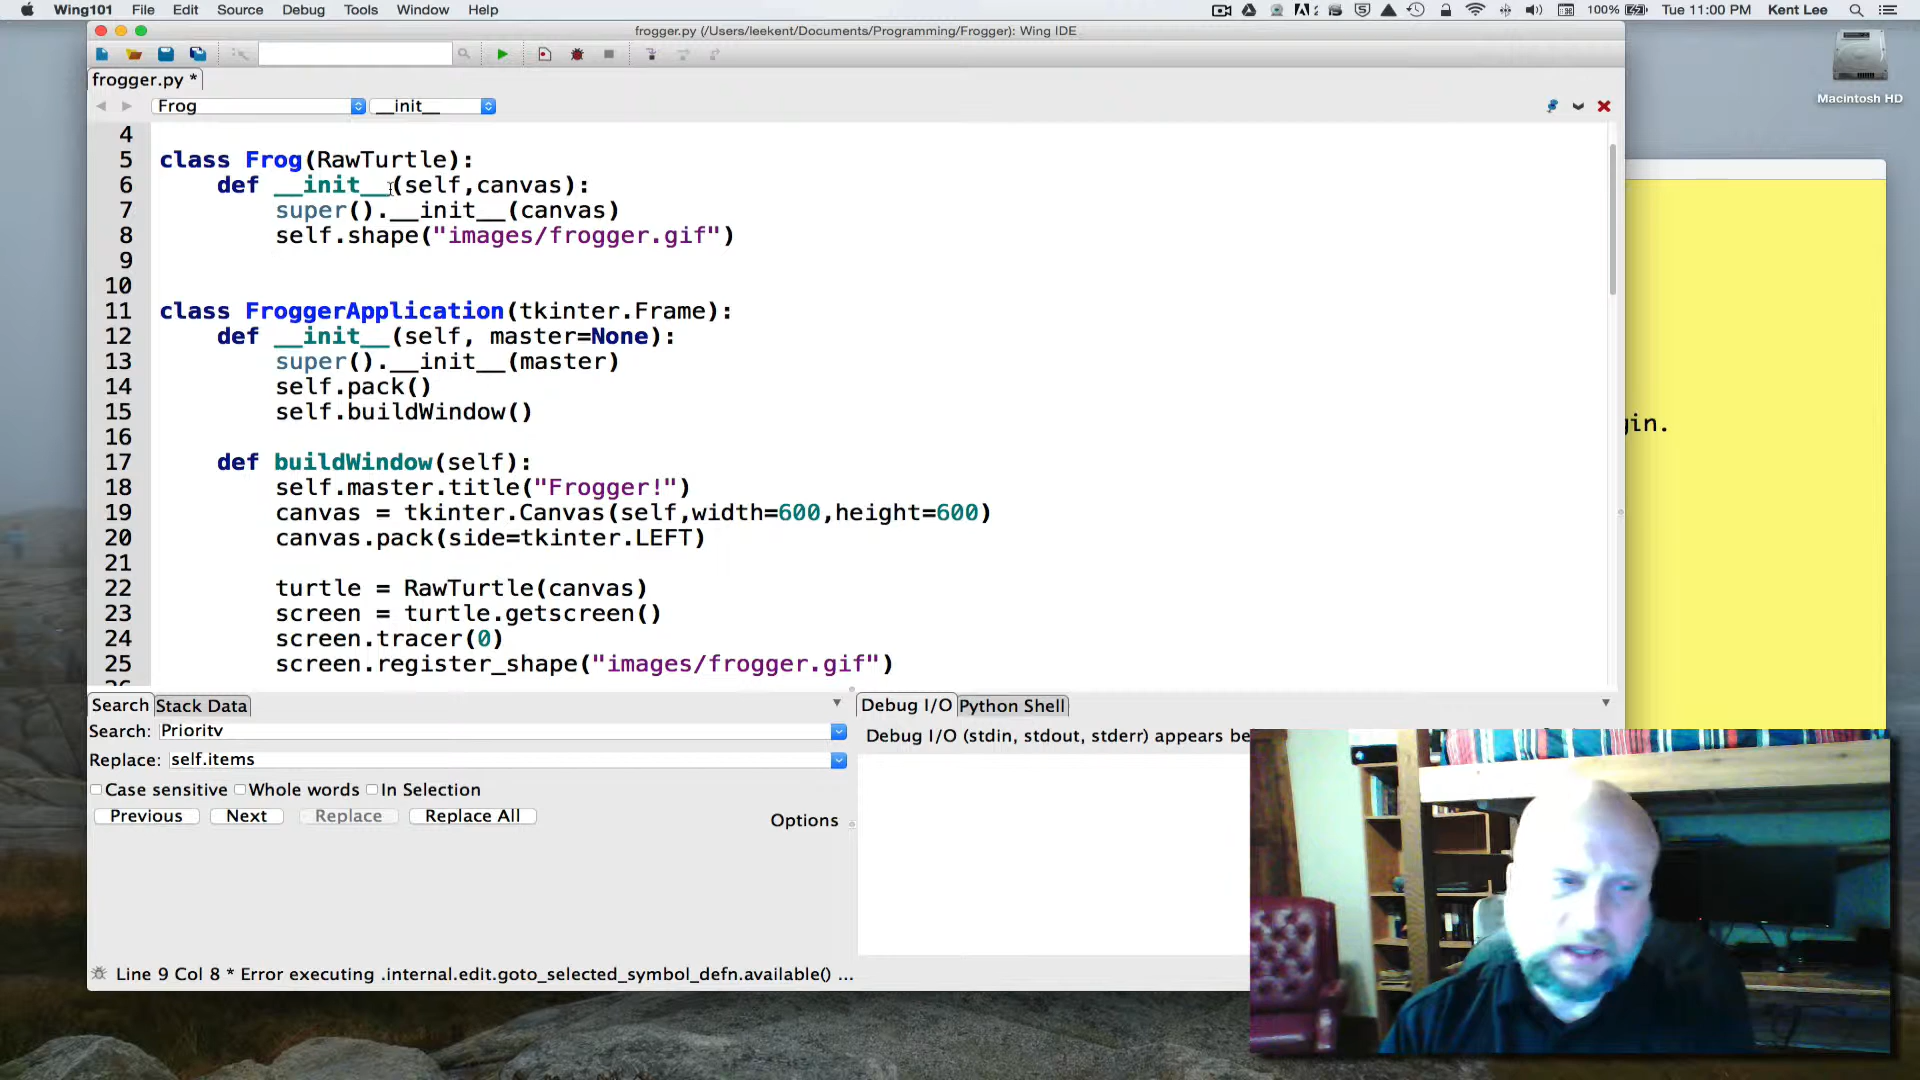 Wing101 File Edit Source Debug Tools Window Help 100% Tue 11:00 PM Kent Lee
frogger.py (/Users/leekent/Documents/Programming/Frogger): Wing IDE
Macintosh HD
frogger.py *
Frog __init__
4
5 class Frog(RawTurtle):
6 def __init__(self,canvas):
7 super().__init__(canvas)
8 self.shape("images/frogger.gif")
9
10
11 class FroggerApplication(tkinter.Frame):
12 def __init__(self, master=None):
13 super().__init__(master)
14 self.pack()
15 self.buildWindow()
16
17 def buildWindow(self):
18 self.master.title("Frogger!")
19 canvas = tkinter.Canvas(self,width=600,height=600)
20 canvas.pack(side=tkinter.LEFT)
21
22 turtle = RawTurtle(canvas)
23 screen = turtle.getscreen()
24 screen.tracer(0)
25 screen.register_shape("images/frogger.gif")
gin.
Search Stack Data
Search: Priority
Replace: self.items
Case sensitive Whole words In Selection
Previous Next Replace Replace All
Options
Debug I/O Python Shell
Debug I/O (stdin, stdout, stderr) appears be
Line 9 Col 8 * Error executing .internal.edit.goto_selected_symbol_defn.available() ...